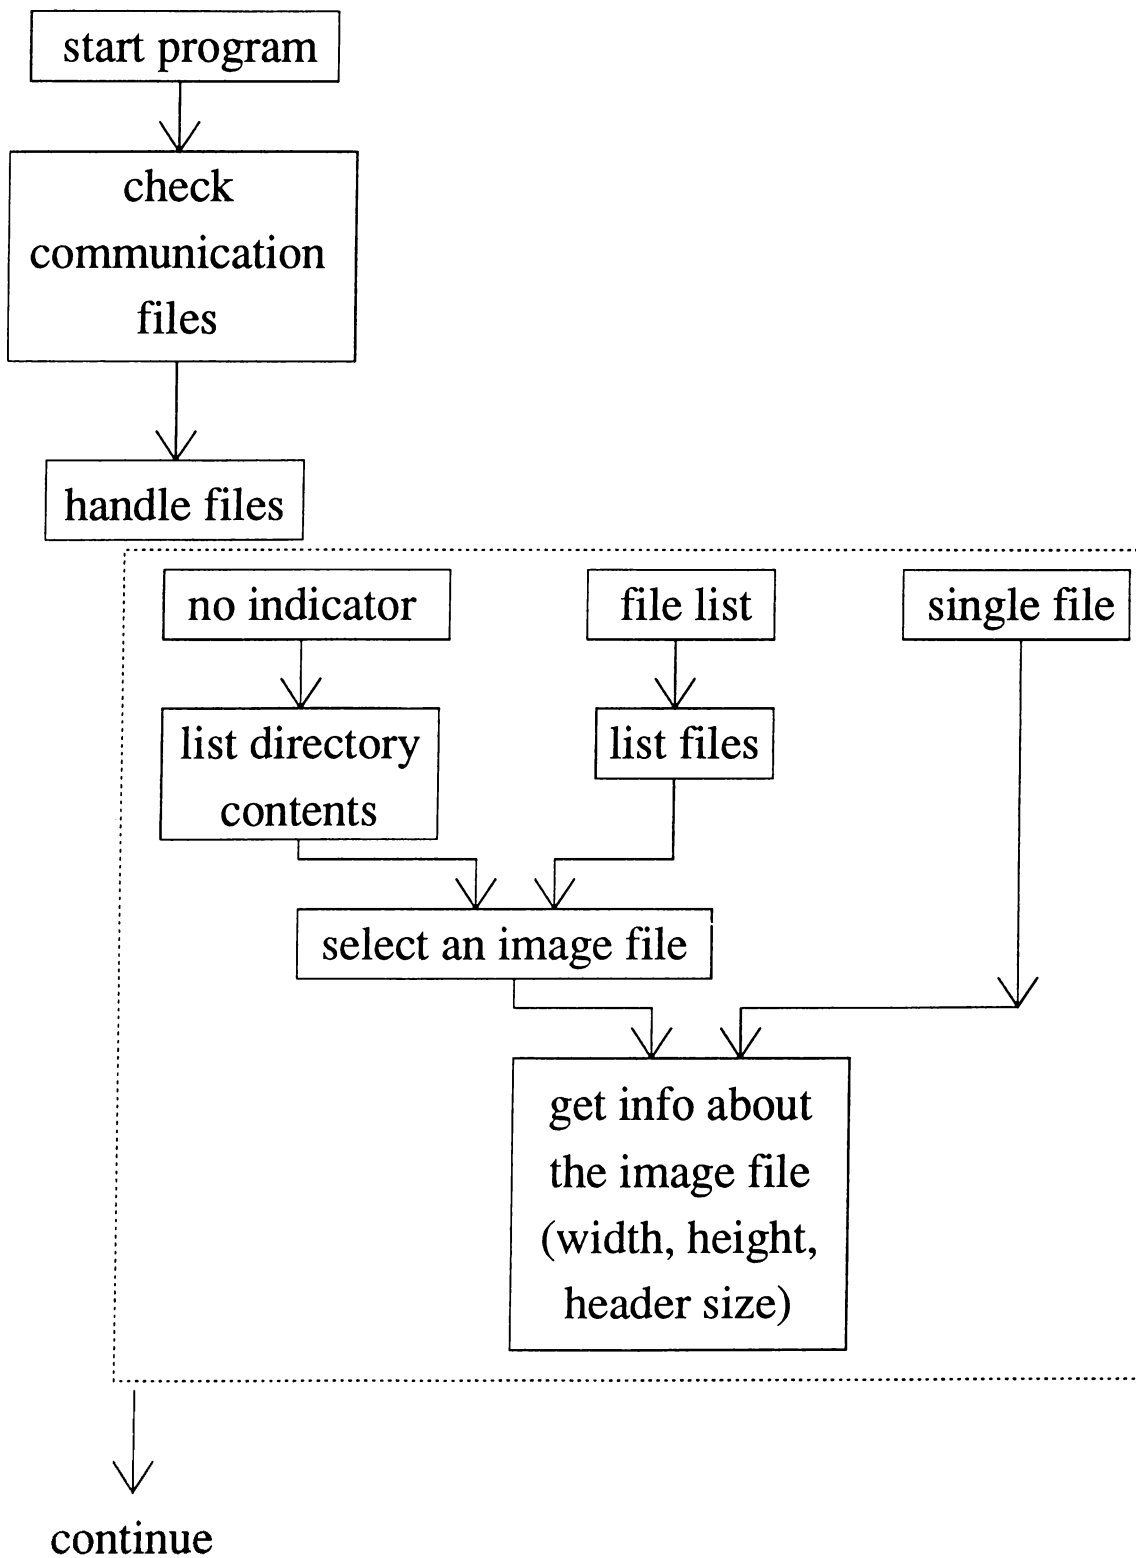 start program
check
communication
files
handle files
no indicator
file list
single file
list directory
contents
list files
select an image file
get info about
the image file
(width, height,
header size)
continue